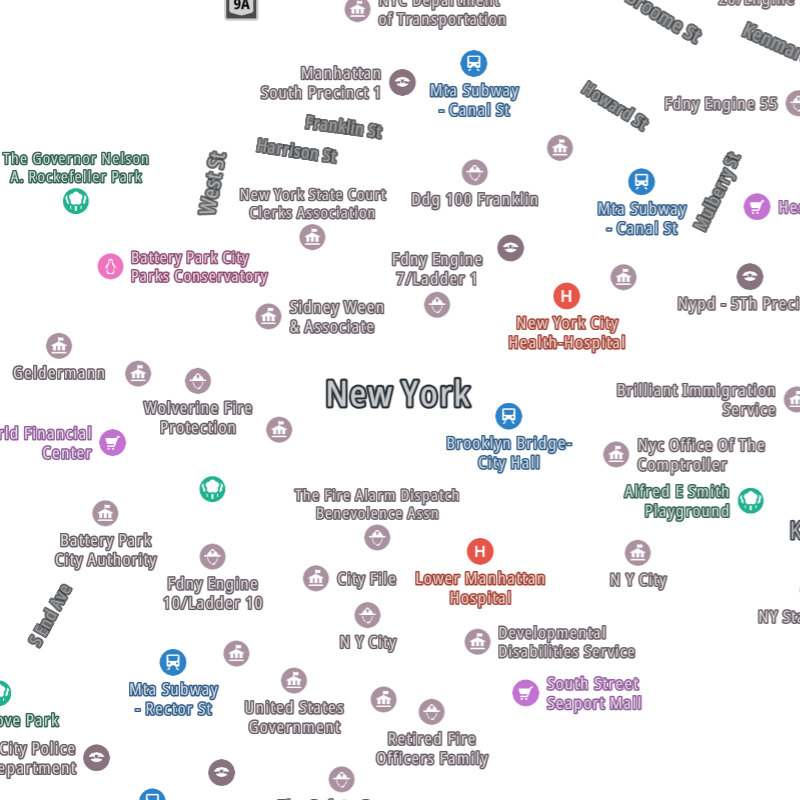 9A
NYC Department
of Transportation
Broome St
Kenmar
Manhattan
South Precinct 1
Mta Subway
- Canal St
Howard St
Fdny Engine 55
Franklin St
Harrison St
The Governor Nelson
A. Rockefeller Park
West St
New York State Court
Clerks Association
Ddg 100 Franklin
Mta Subway
- Canal St
Mulberry St
He
Battery Park City
Parks Conservatory
Fdny Engine
7/Ladder 1
Nypd - 5Th Preci
Sidney Ween
& Associate
H
New York City
Health-Hospital
Geldermann
Wolverine Fire
Protection
New York
Brilliant Immigration
Service
rld Financial
Center
Brooklyn Bridge-
City Hall
Nyc Office Of The
Comptroller
The Fire Alarm Dispatch
Benevolence Assn
Alfred E Smith
Playground
K
Battery Park
City Authority
Fdny Engine
10/Ladder 10
City File
H
Lower Manhattan
Hospital
N Y City
S End Ave
N Y City
NY Sta
Developmental
Disabilities Service
Mta Subway
- Rector St
United States
Government
South Street
Seaport Mall
ove Park
Retired Fire
Officers Family
City Police
epartment